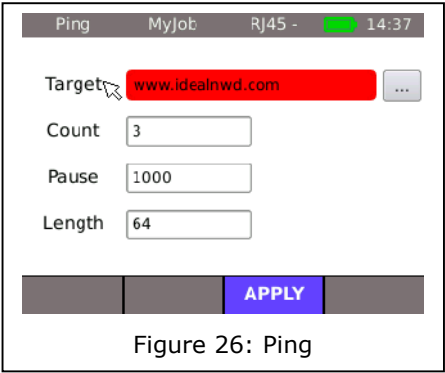 Ping MyJob RJ45 - 14:37
Target www.idealnwd.com ...
Count 3
Pause 1000
Length 64
APPLY
Figure 26: Ping